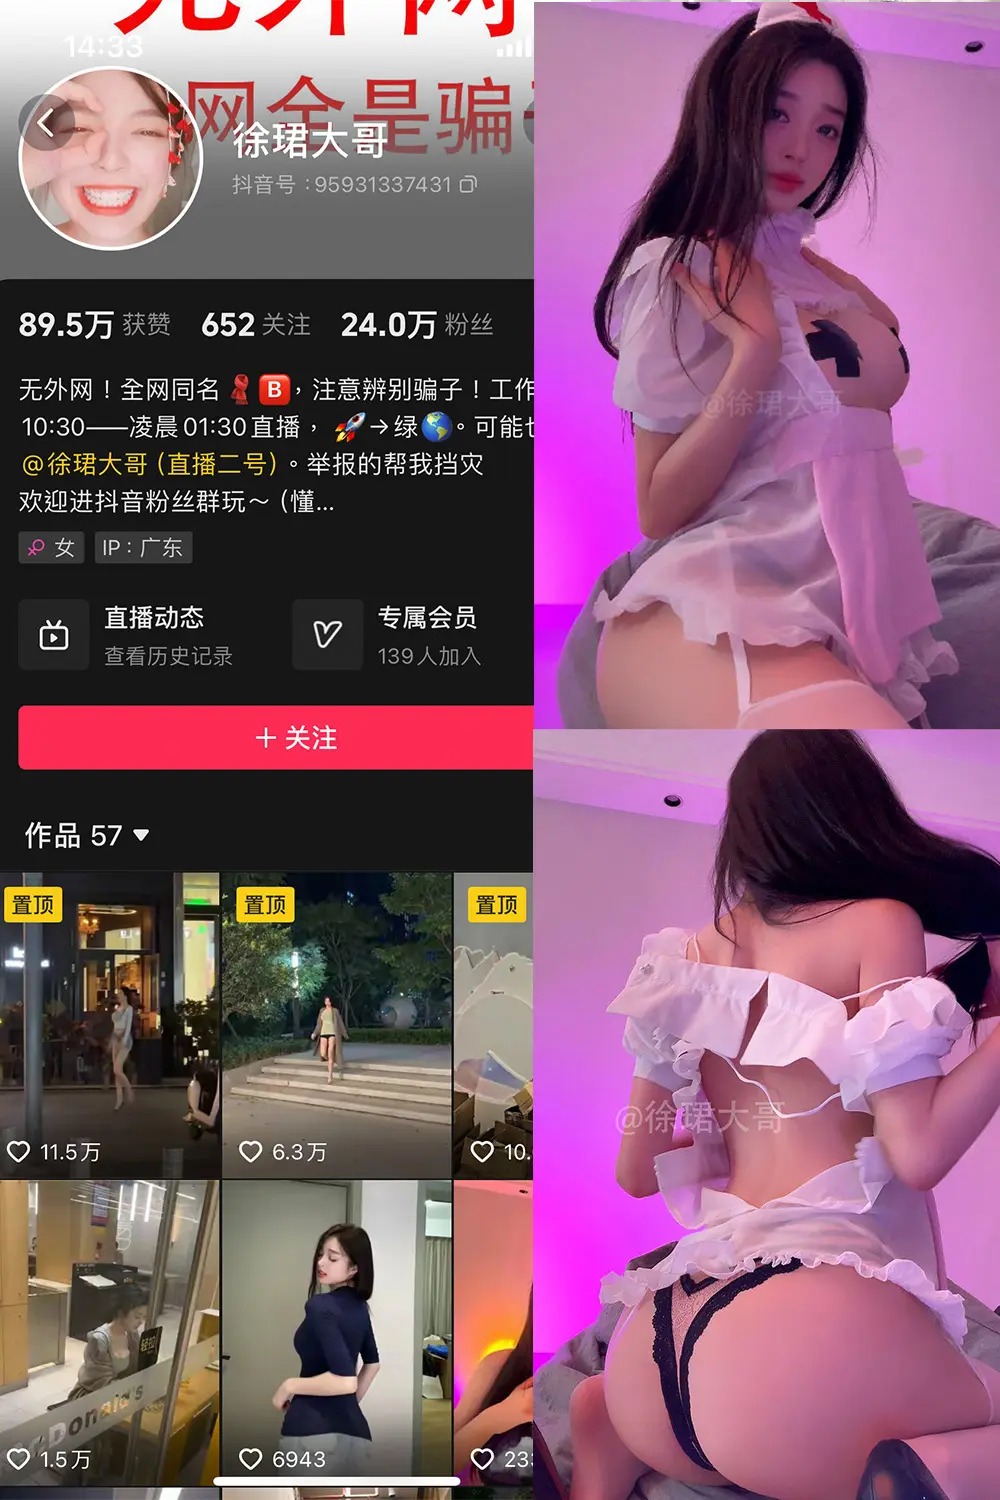 14:33
网全是骗
徐珺大哥
抖音号：95931337431
89.5万 获赞 652 关注 24.0万 粉丝
无外网！全网同名🧣🅱️，注意辨别骗子！工作
10:30——凌晨01:30直播，🚀→绿🌎。可能也
@徐珺大哥（直播二号）。举报的帮我挡灾
欢迎进抖音粉丝群玩～（懂...
女 IP：广东
直播动态
查看历史记录
专属会员
139人加入
＋ 关注
作品 57
置顶 置顶 置顶
11.5万 6.3万 10.
McDonald's
1.5万 6943 23
@徐珺大哥
@徐珺大哥